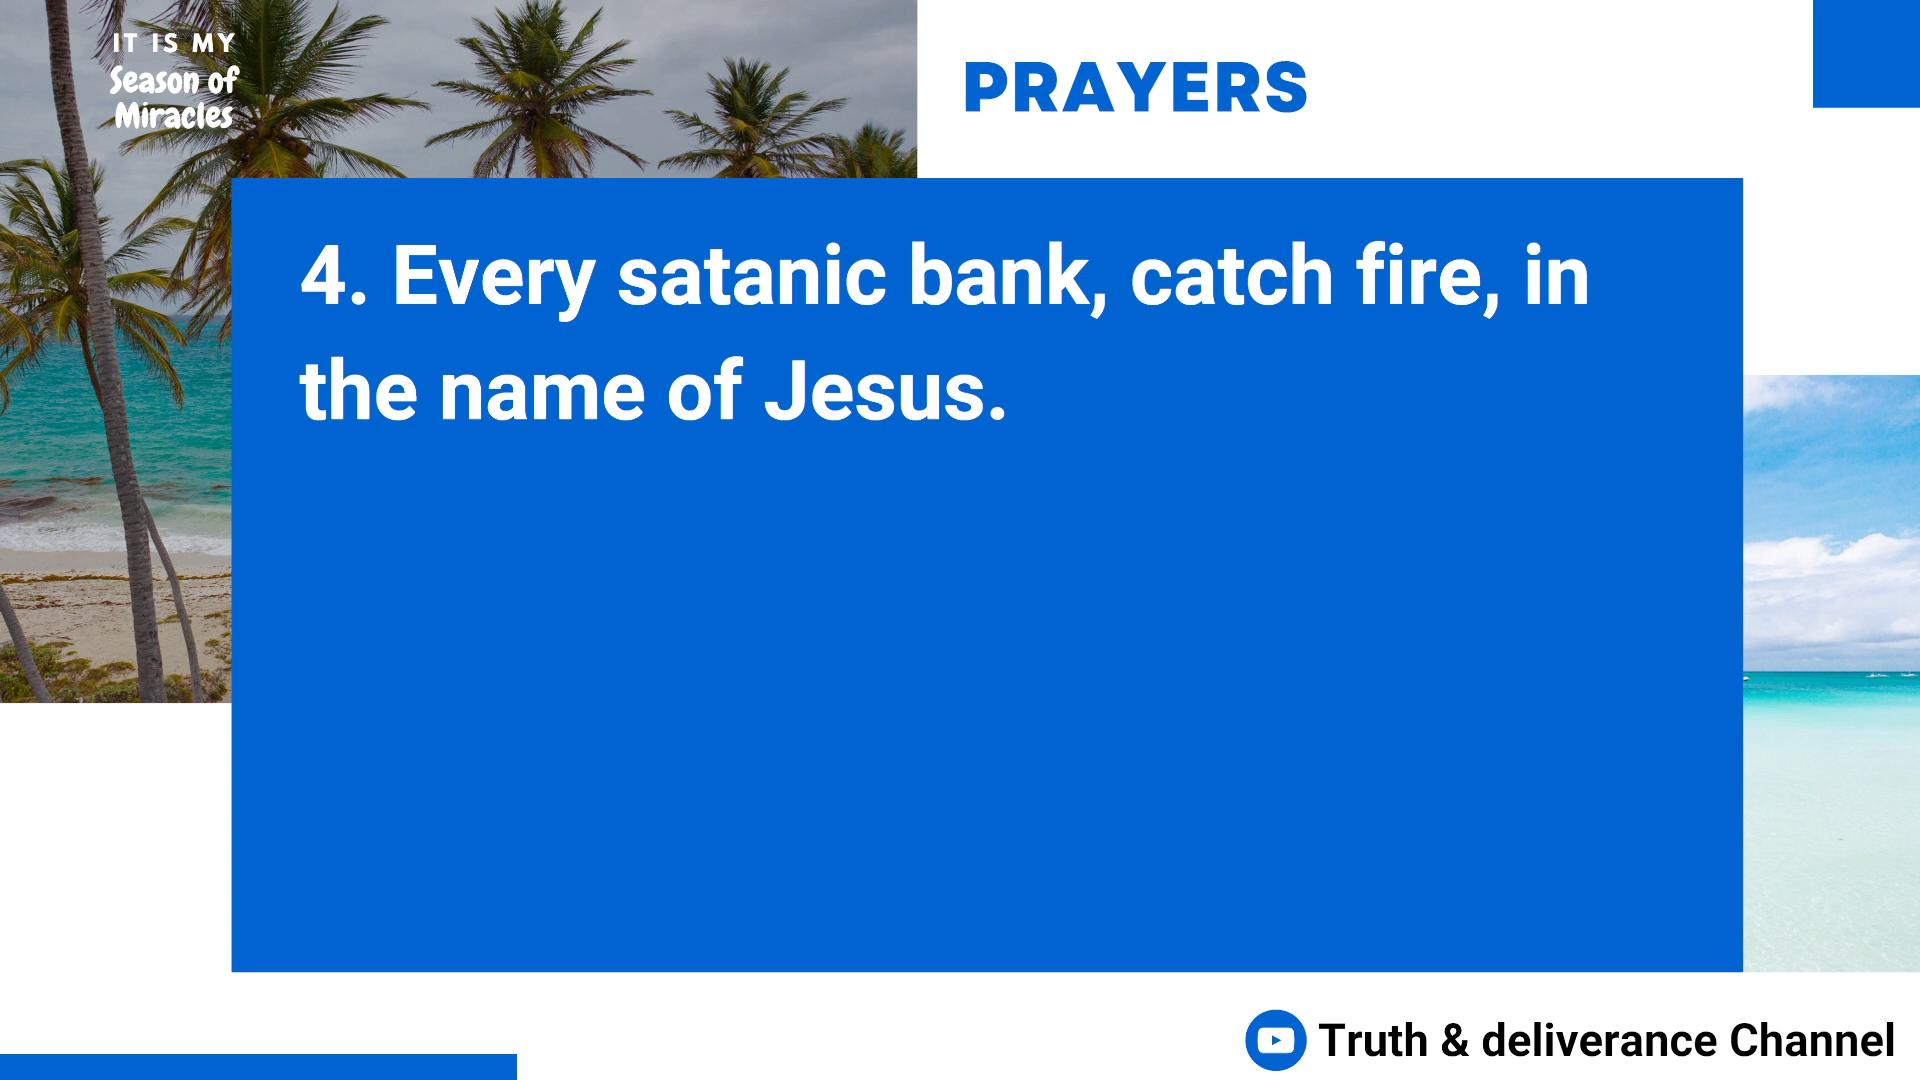 IT IS MY
Season of
Miracles
PRAYERS
4. Every satanic bank, catch fire, in
the name of Jesus.
Truth & deliverance Channel